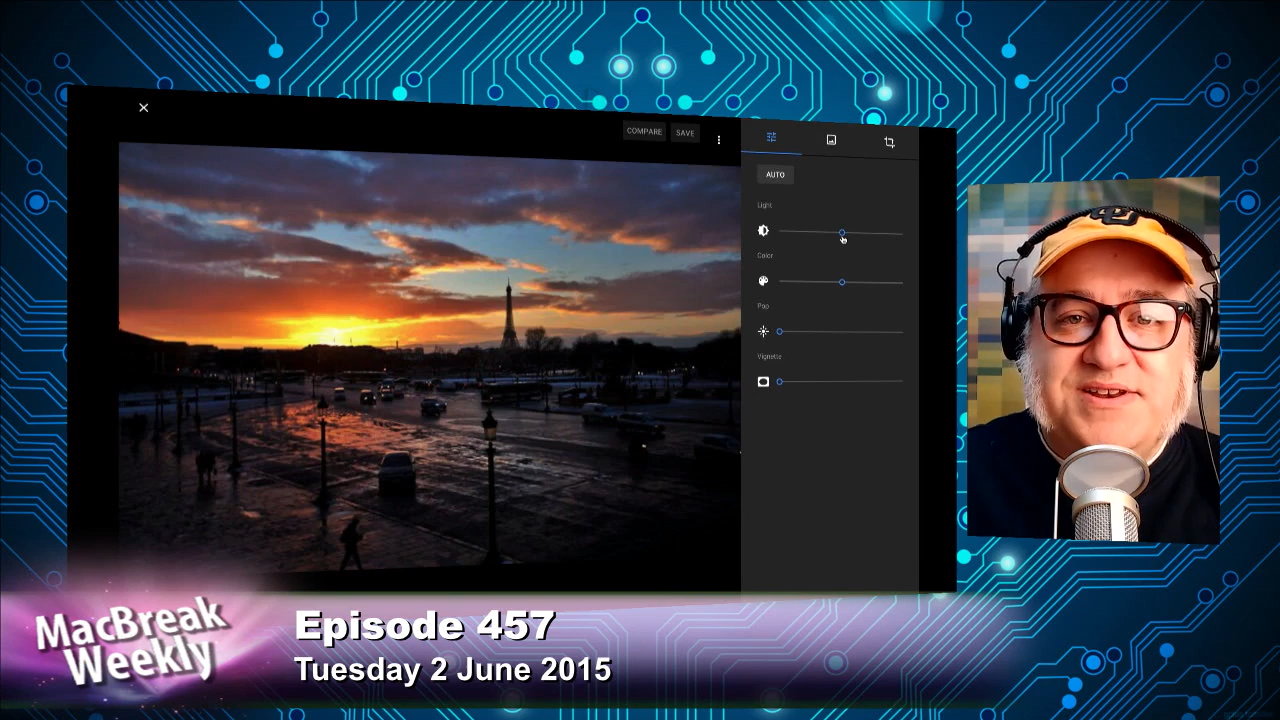 COMPARE SAVE
AUTO
Light
Color
Pop
Vignette
MacBreak
Weekly
Episode 457
Tuesday 2 June 2015